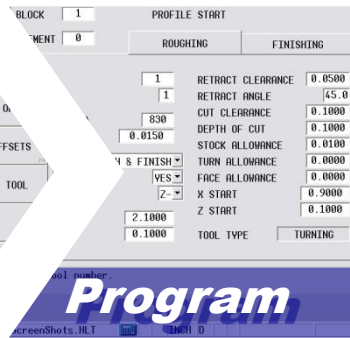 BLOCK 1 PROFILE START
MENT 0 ROUGHING FINISHING
1 RETRACT CLEARANCE 0.0500
1 RETRACT ANGLE 45.0
CUT CLEARANCE 0.1000
830 DEPTH OF CUT 0.1000
0.0150 STOCK ALLOWANCE 0.0100
FFSETS
& FINISH TURN ALLOWANCE 0.0000
YES FACE ALLOWANCE 0.0000
TOOL Z- X START 0.9000
2.1000 Z START 0.1000
0.1000 TOOL TYPE TURNING
ool number.
Program
creenShots.HLT INCH D